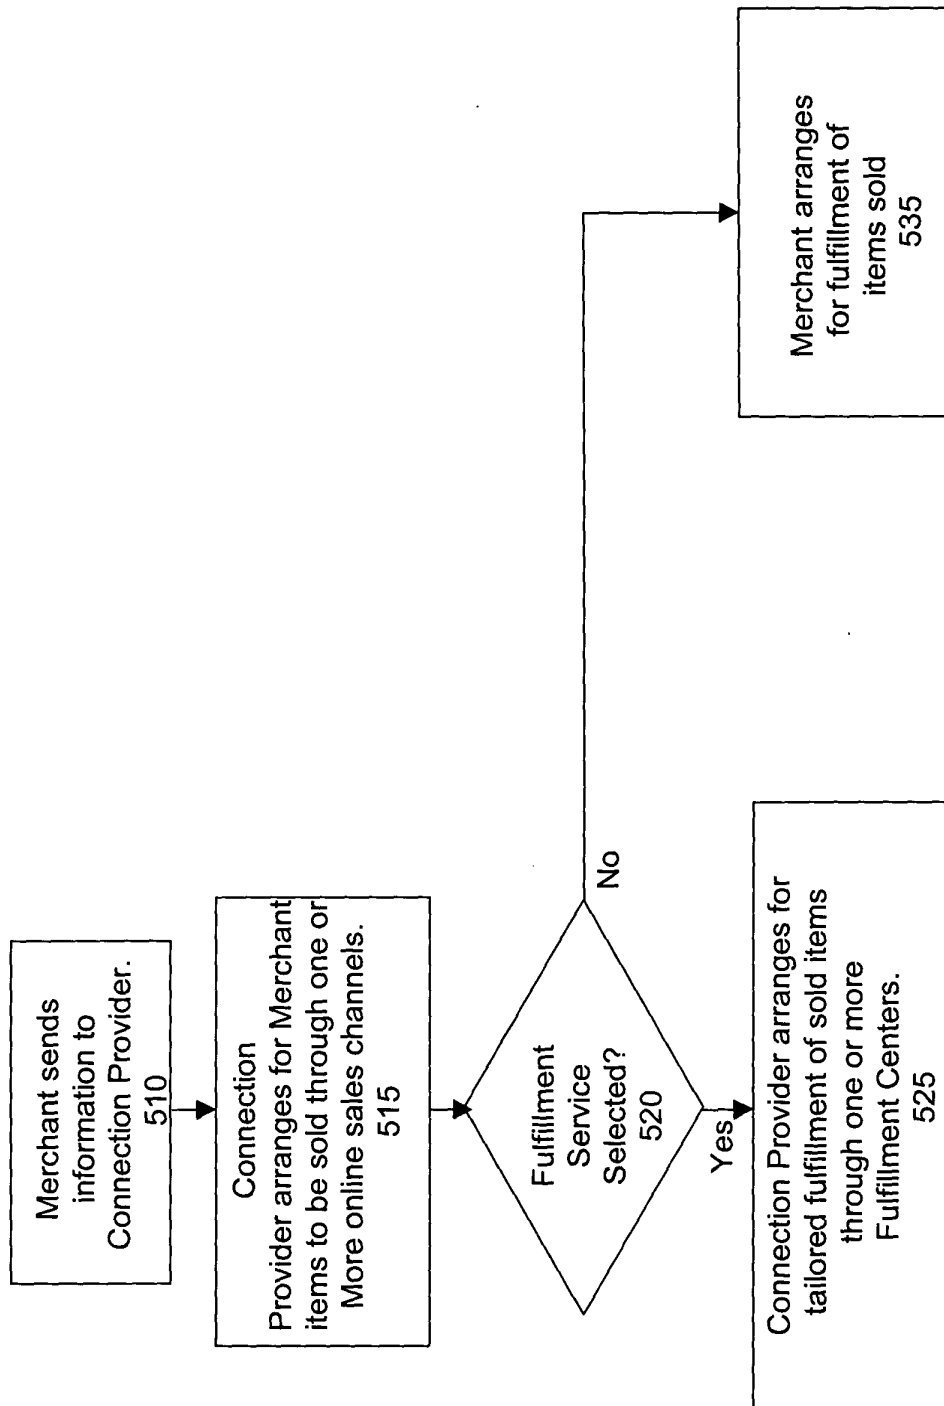 Merchant sends
information to
Connection Provider.
510
Connection
Provider arranges for Merchant
items to be sold through one or
More online sales channels.
515
Fulfillment
Service
Selected?
520
No
Yes
Connection Provider arranges for
tailored fulfillment of sold items
through one or more
Fulfillment Centers.
525
Merchant arranges
for fulfillment of
items sold
535